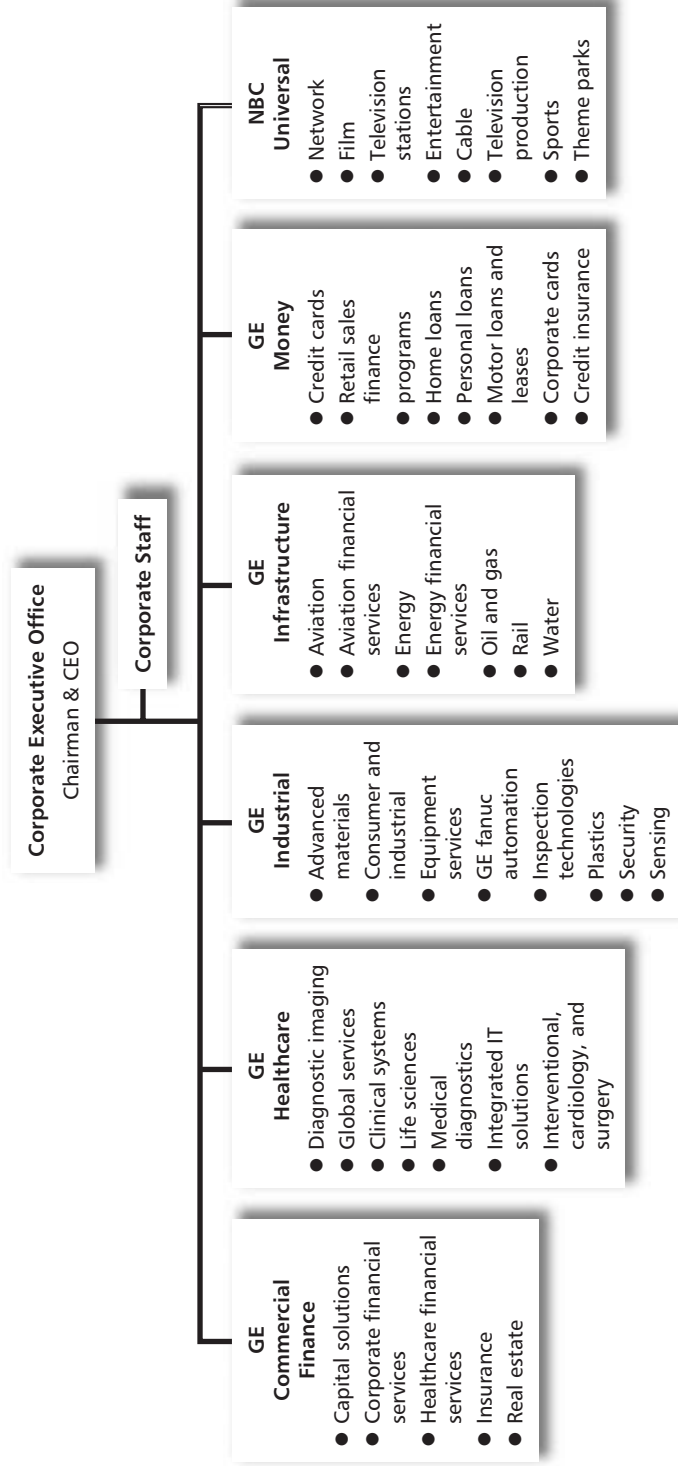 Corporate Executive Office
Chairman & CEO
Corporate Staff
GE
Commercial
Finance
● Capital solutions
● Corporate financial
services
● Healthcare financial
services
● Insurance
● Real estate
GE
Healthcare
● Diagnostic imaging
● Global services
● Clinical systems
● Life sciences
● Medical
diagnostics
● Integrated IT
solutions
● Interventional,
cardiology, and
surgery
GE
Industrial
● Advanced
materials
● Consumer and
industrial
● Equipment
services
● GE fanuc
automation
● Inspection
technologies
● Plastics
● Security
● Sensing
GE
Infrastructure
● Aviation
● Aviation financial
services
● Energy
● Energy financial
services
● Oil and gas
● Rail
● Water
GE
Money
● Credit cards
● Retail sales
finance
● programs
● Home loans
● Personal loans
● Motor loans and
leases
● Corporate cards
● Credit insurance
NBC
Universal
● Network
● Film
● Television
stations
● Entertainment
● Cable
● Television
production
● Sports
● Theme parks